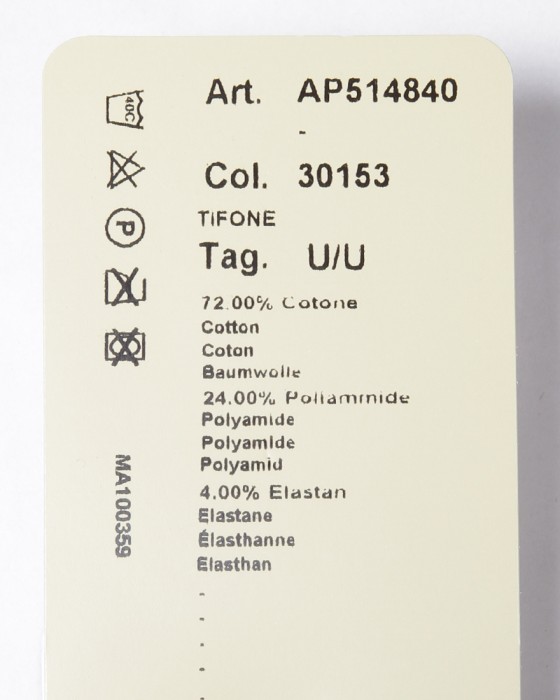 Art. AP514840
-
Col. 30153
TIFONE
Tag. U/U
72.00% Cotone
Cotton
Coton
Baumwolle
24.00% Poliammide
Polyamide
Polyamide
Polyamid
4.00% Elastan
Elastane
Élasthanne
Elasthan
-
-
-
-
-
40C
P
MA100359